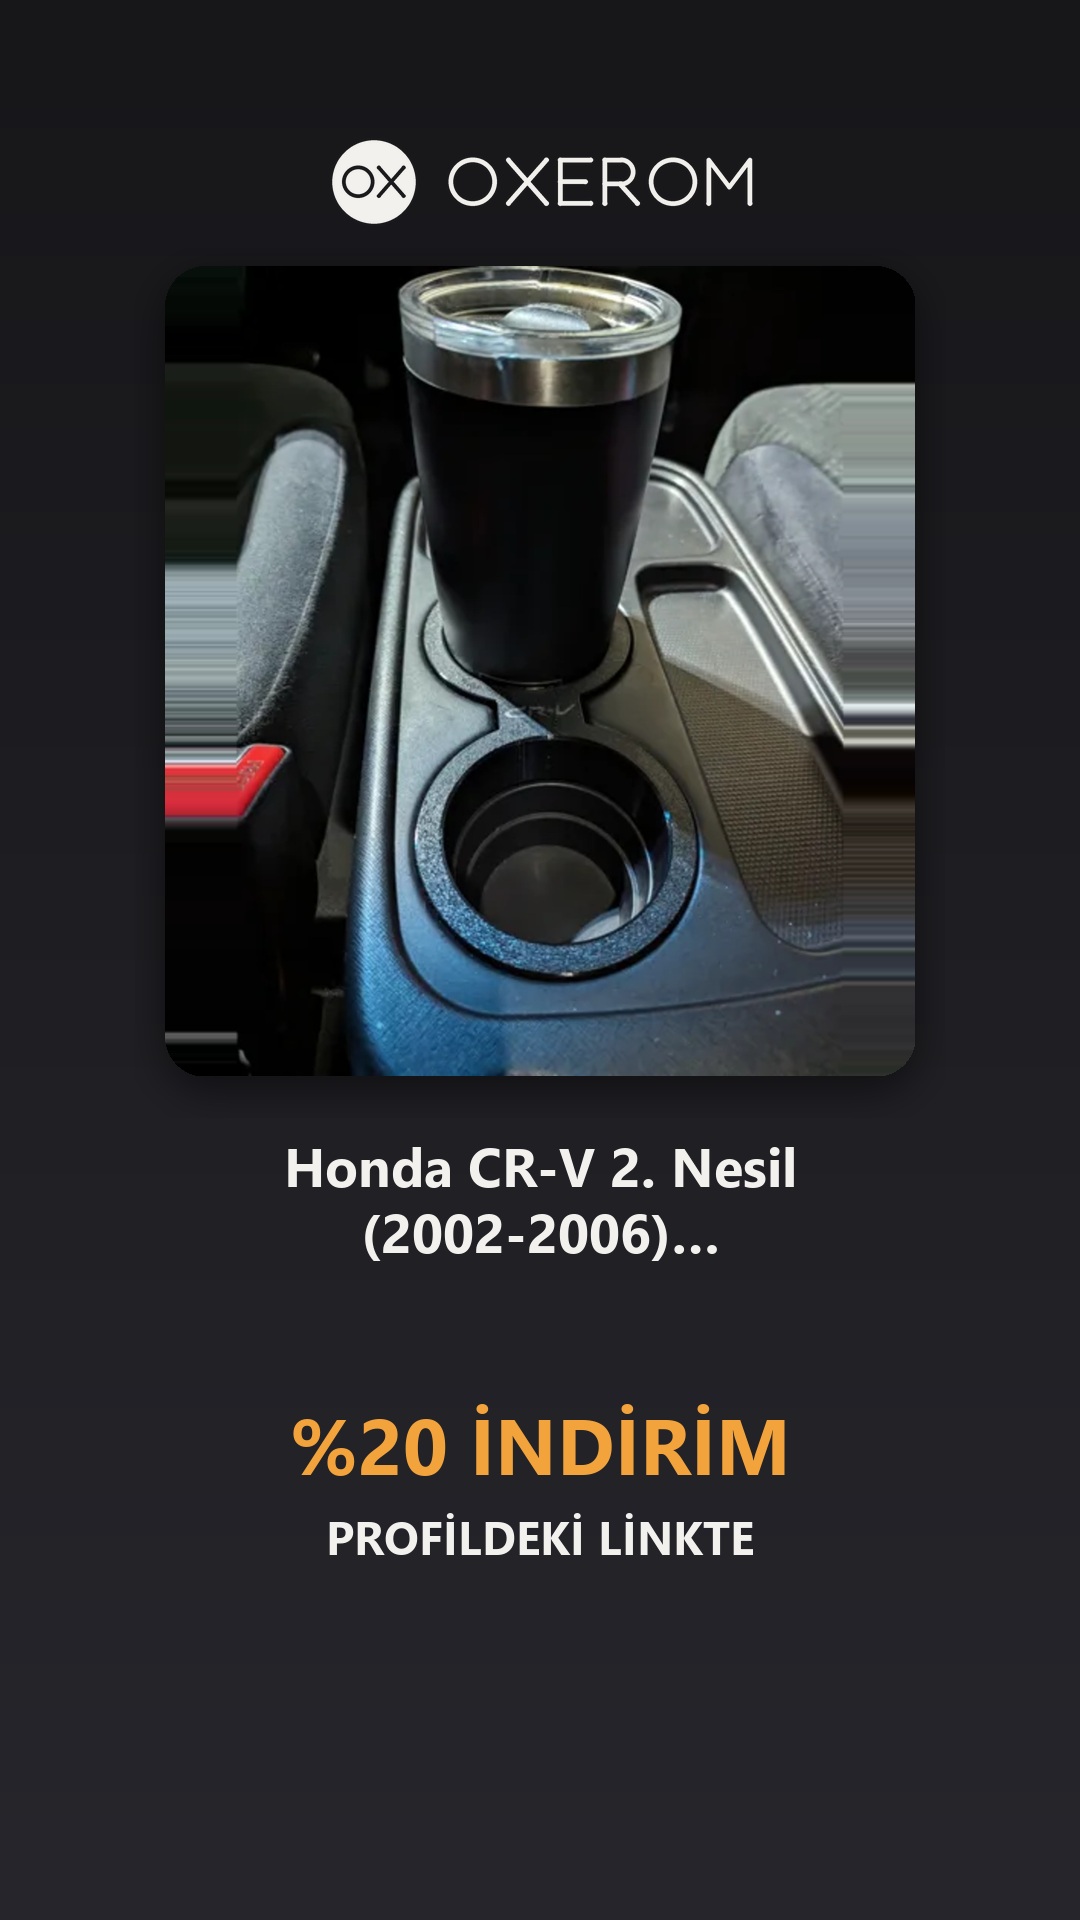 OX OXEROM
CR-V
Honda CR-V 2. Nesil
(2002-2006)...
%20 İNDİRİM
PROFİLDEKİ LİNKTE